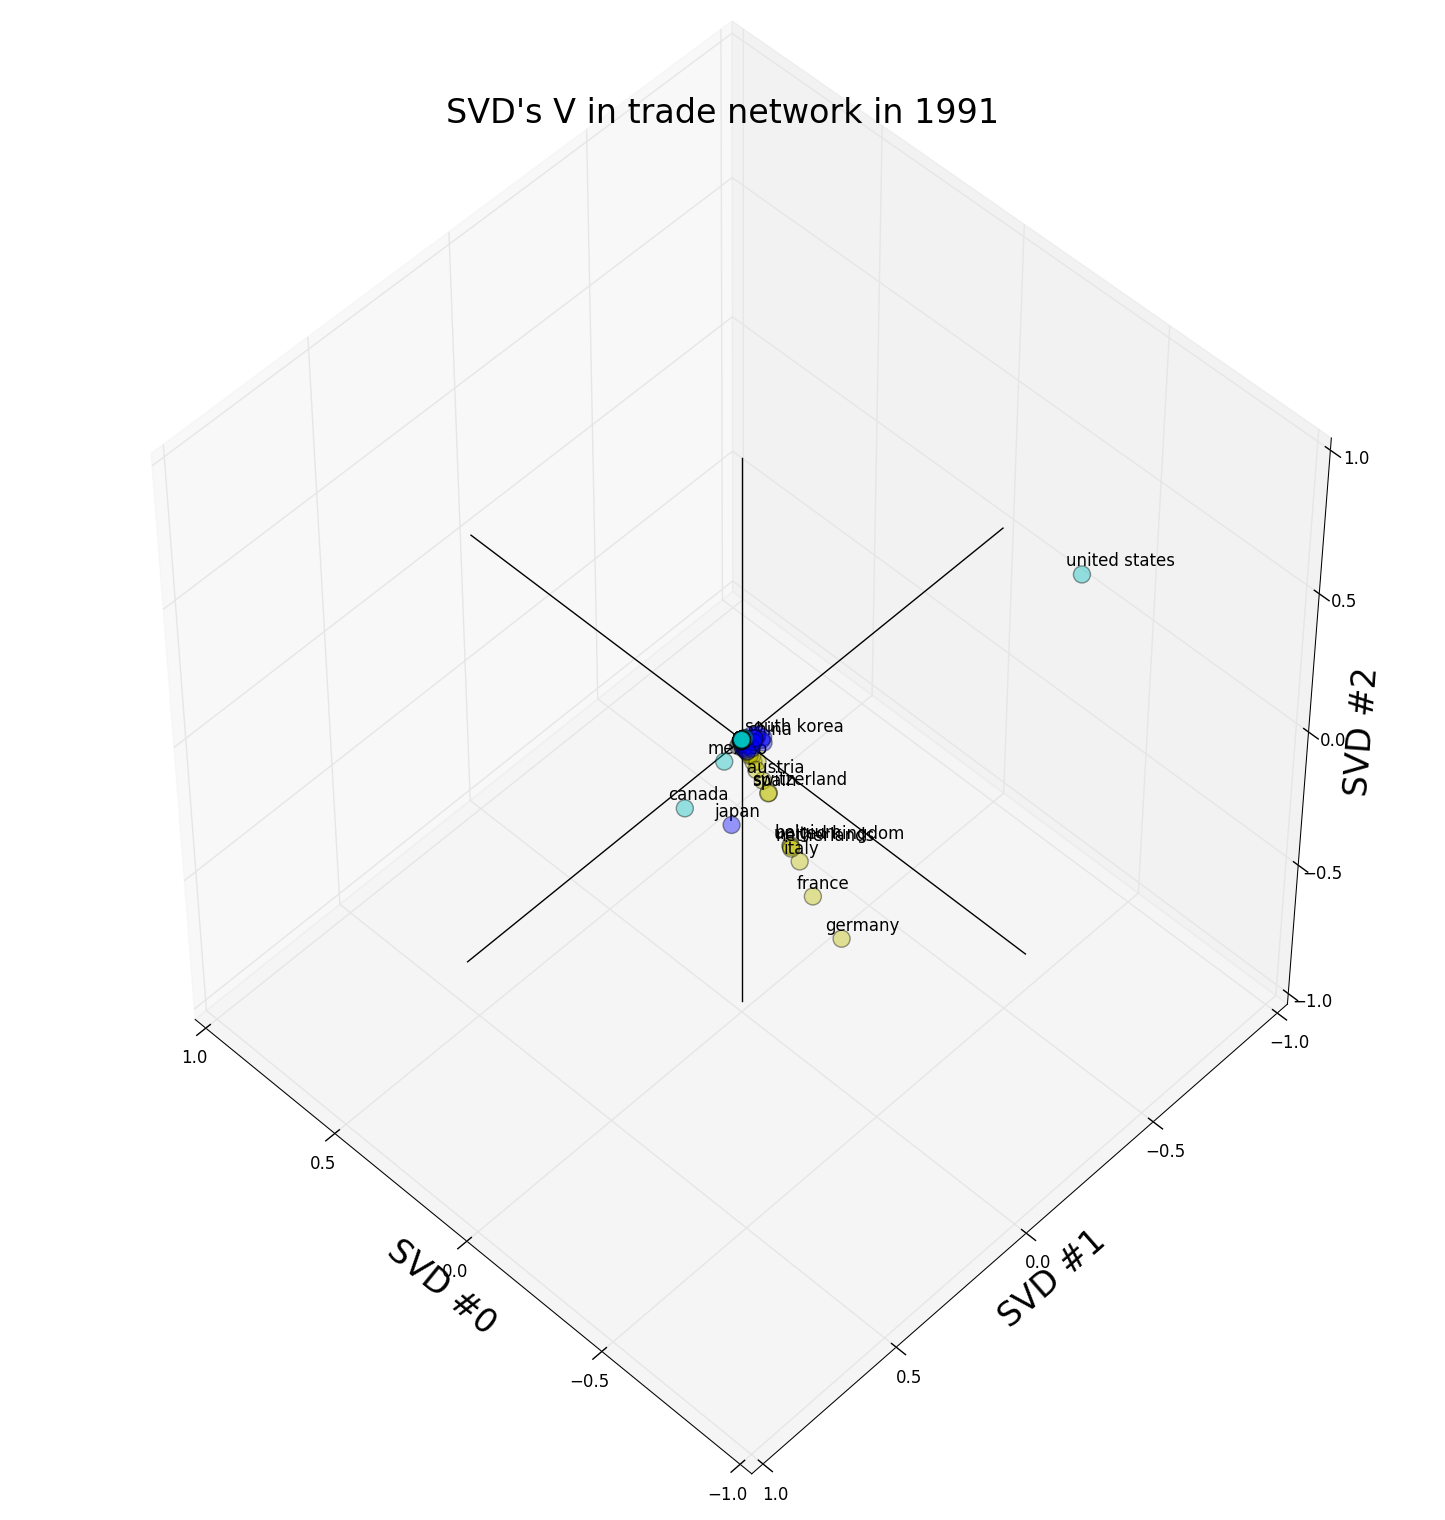 SVD's V in trade network in 1991
1.0
united states
0.5
SVD #2
south korea
mexico
0.0
austria
switzerland
spain
canada
japan
united kingdom
netherlands
italy
−0.5
france
germany
−1.0
1.0
−1.0
0.5
−0.5
SVD #0
0.0
SVD #1
0.0
−0.5
0.5
−1.0
1.0